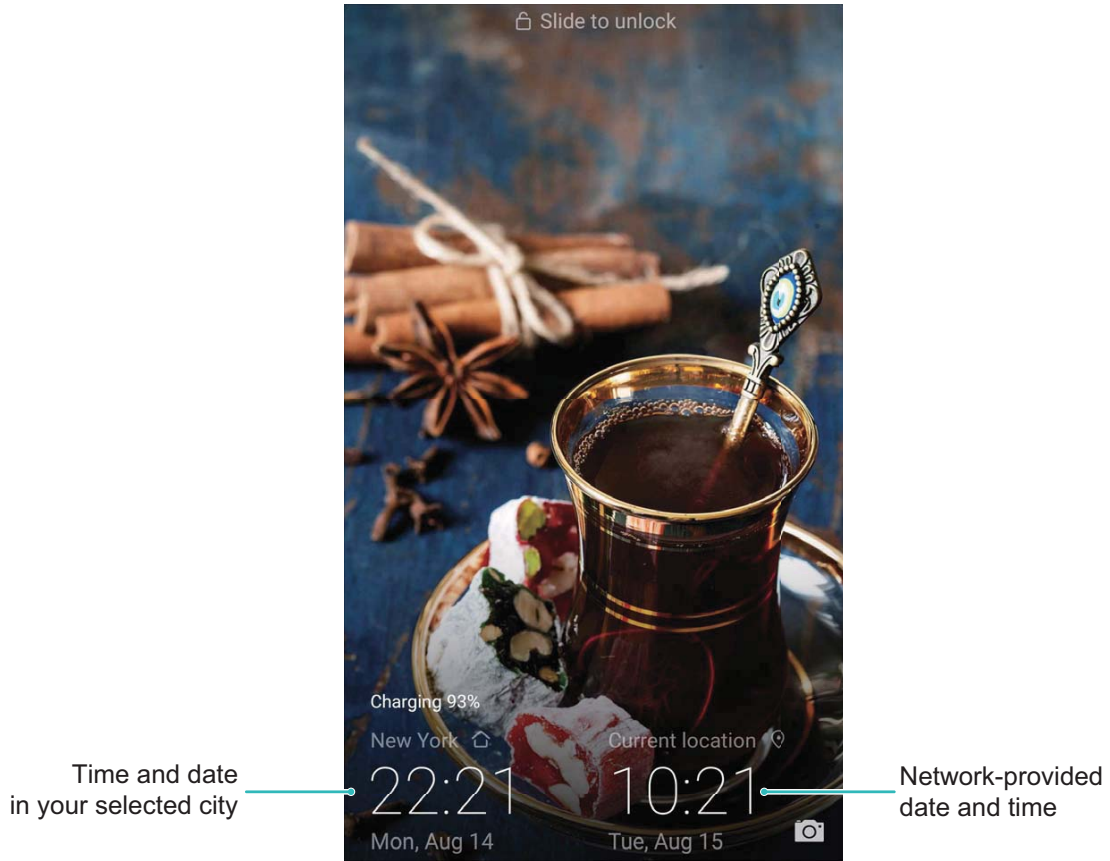 Slide to unlock
Charging 93%
New York
22:21
Mon, Aug 14
Current location
10:21
Tue, Aug 15
Time and date
in your selected city
Network-provided
date and time